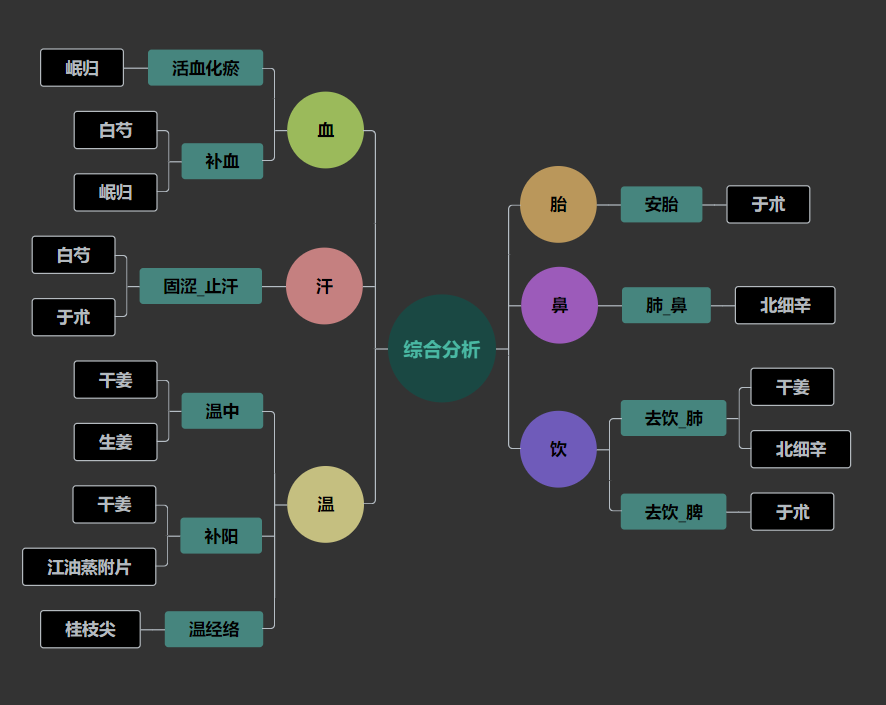 综合分析
血
活血化瘀
岷归
补血
白芍
岷归
汗
固涩_止汗
白芍
于朮
温
温中
干姜
生姜
补阳
干姜
江油蒸附片
温经络
桂枝尖
胎
安胎
于朮
鼻
肺_鼻
北细辛
饮
去饮_肺
干姜
北细辛
去饮_脾
于朮